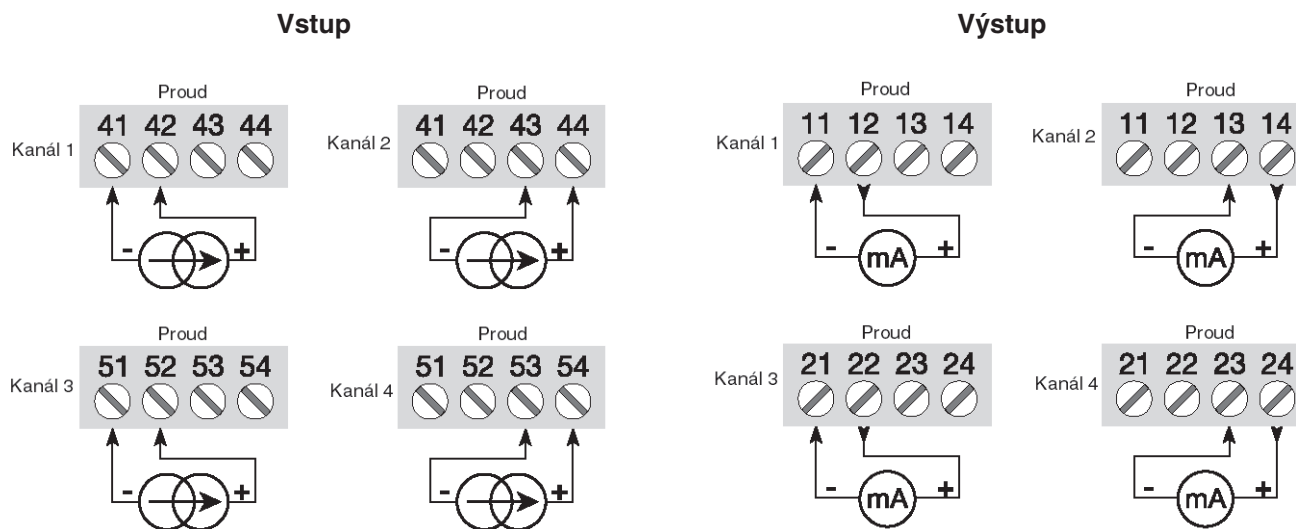 Vstup
Výstup
Proud
41 42 43 44
Kanál 1
- +
Proud
41 42 43 44
Kanál 2
- +
Proud
11 12 13 14
Kanál 1
- mA +
Proud
11 12 13 14
Kanál 2
- mA +
Proud
51 52 53 54
Kanál 3
- +
Proud
51 52 53 54
Kanál 4
- +
Proud
21 22 23 24
Kanál 3
- mA +
Proud
21 22 23 24
Kanál 4
- mA +